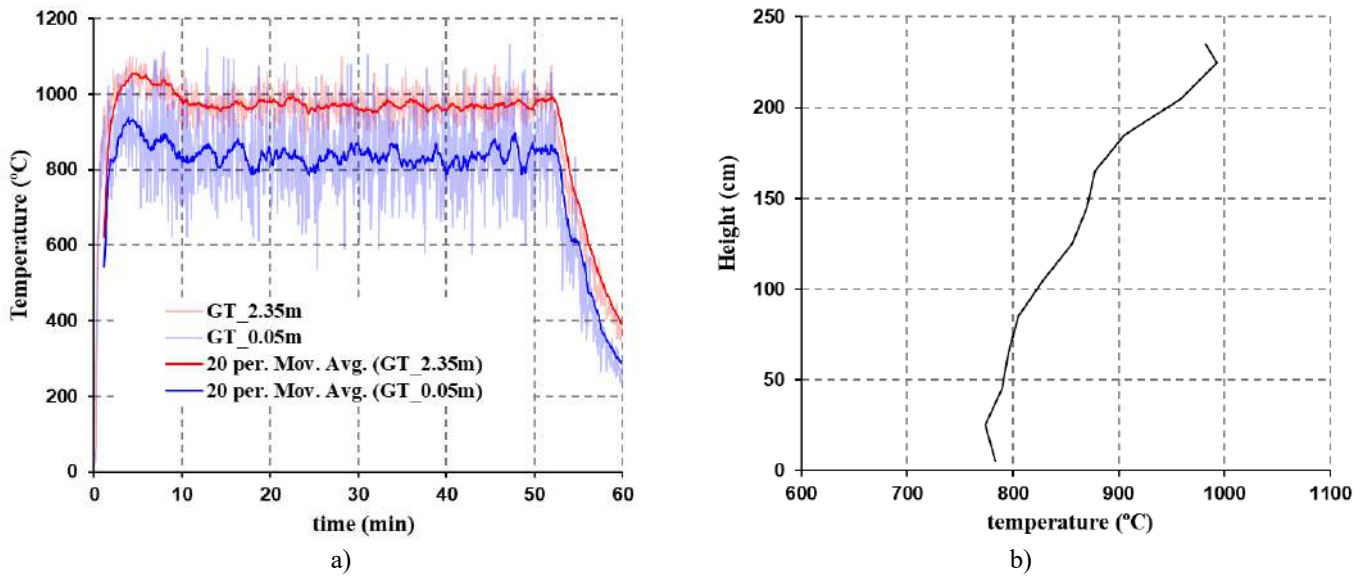 1200
1000
800
600
400
200
0
Temperature (ºC)
GT_2.35m
GT_0.05m
20 per. Mov. Avg. (GT_2.35m)
20 per. Mov. Avg. (GT_0.05m)
0 10 20 30 40 50 60
time (min)
a)
250
200
150
100
50
0
Height (cm)
600 700 800 900 1000 1100
temperature (ºC)
b)